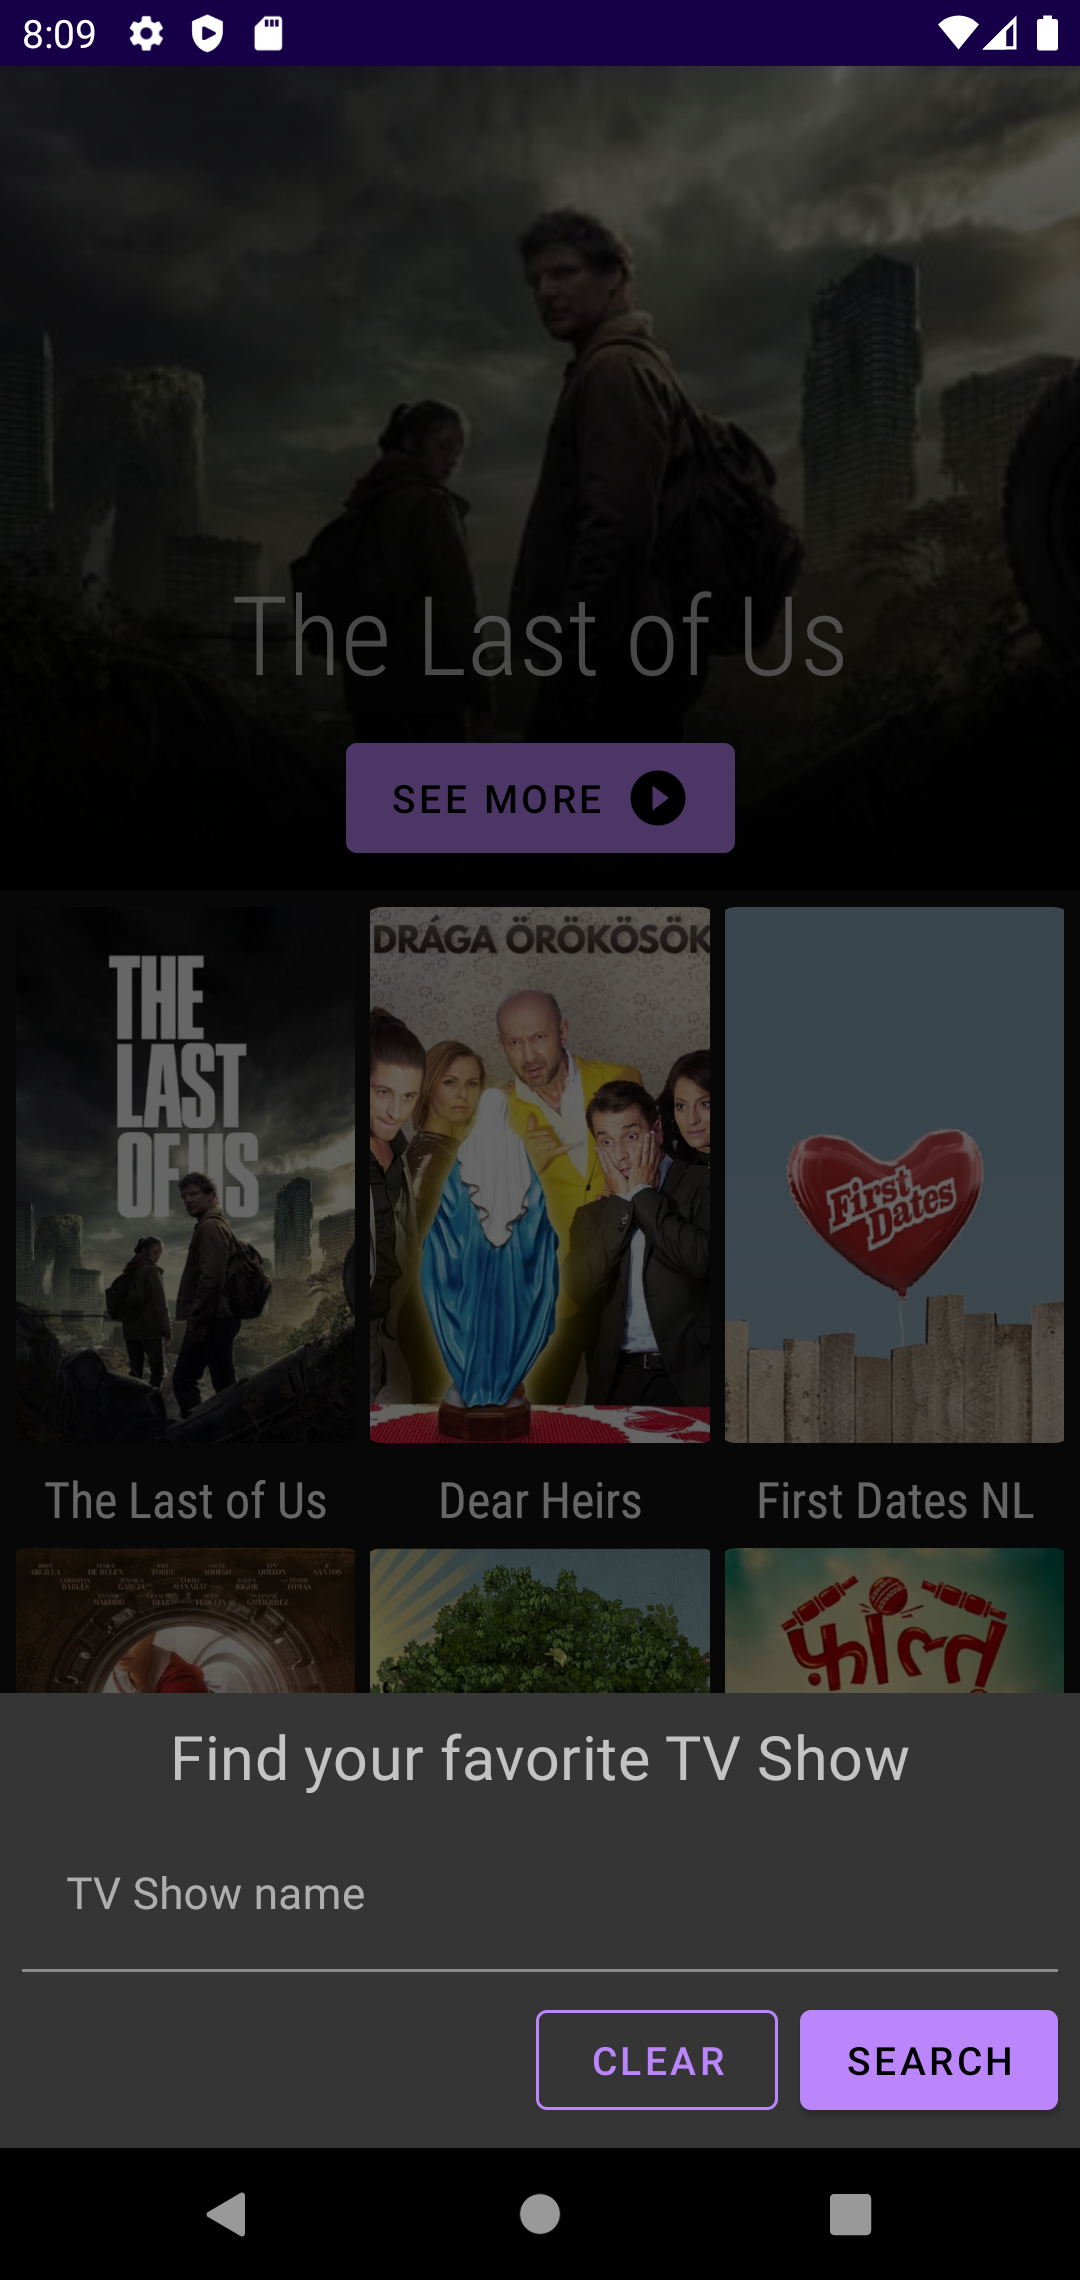 8:09
The Last of Us
SEE MORE
THE
LAST
OF US
DRÁGA ÖRÖKÖSÖK
First
Dates
The Last of Us
Dear Heirs
First Dates NL
फालतू
Find your favorite TV Show
TV Show name
CLEAR
SEARCH